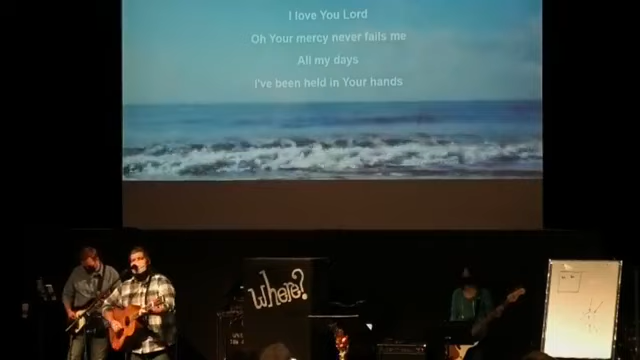 I love You Lord
Oh Your mercy never fails me
All my days
I've been held in Your hands
where?